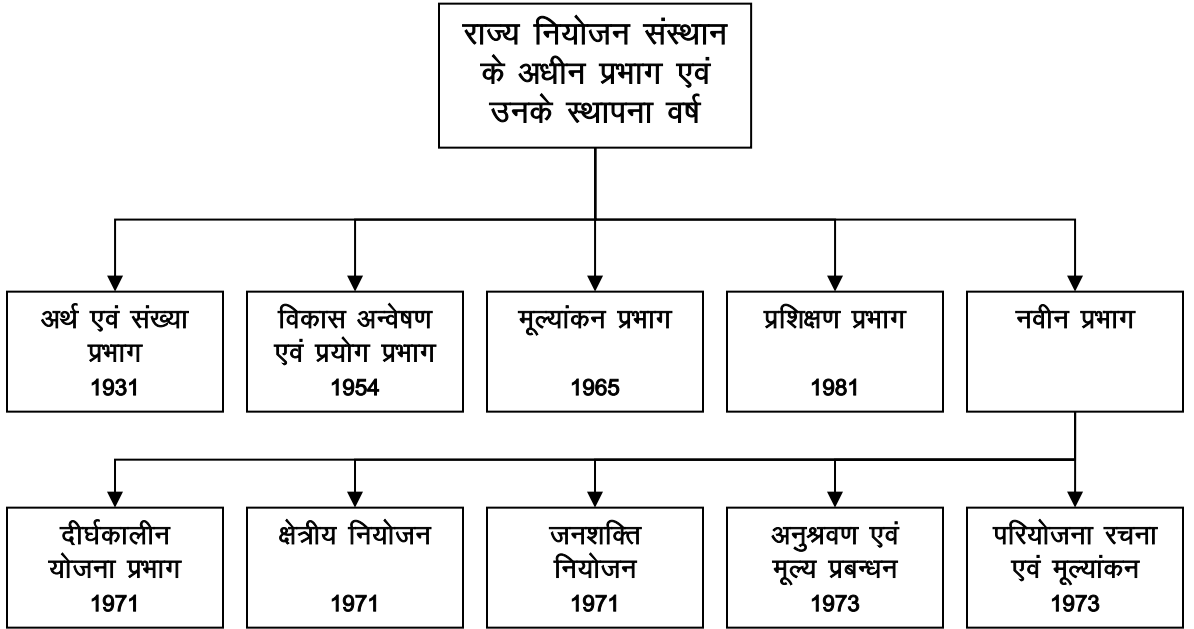 राज्य नियोजन संस्थान
के अधीन प्रभाग एवं
उनके स्थापना वर्ष
अर्थ एवं संख्या
प्रभाग
1931
विकास अन्वेषण
एवं प्रयोग प्रभाग
1954
मूल्यांकन प्रभाग
1965
प्रशिक्षण प्रभाग
1981
नवीन प्रभाग
दीर्घकालीन
योजना प्रभाग
1971
क्षेत्रीय नियोजन
1971
जनशक्ति
नियोजन
1971
अनुश्रवण एवं
मूल्य प्रबन्धन
1973
परियोजना रचना
एवं मूल्यांकन
1973